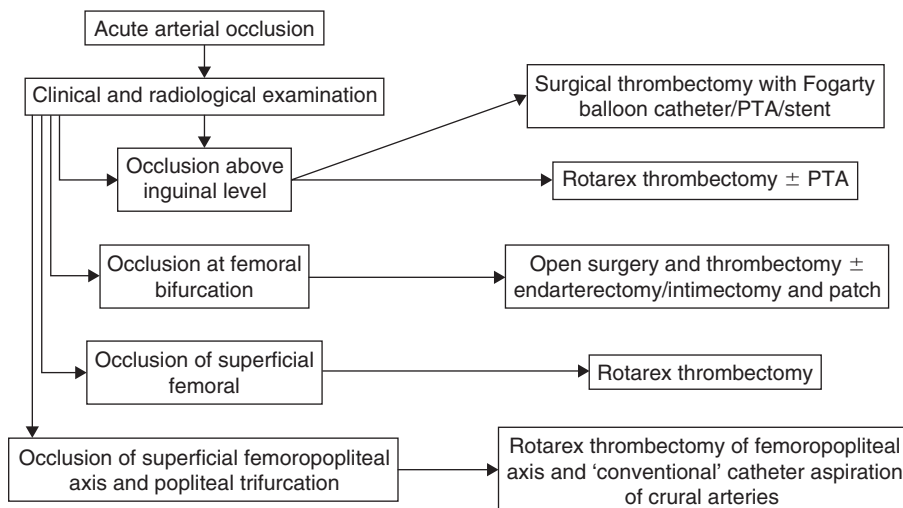 Acute arterial occlusion
Clinical and radiological examination
Occlusion above
inguinal level
Surgical thrombectomy with Fogarty
balloon catheter/PTA/stent
Rotarex thrombectomy ± PTA
Occlusion at femoral
bifurcation
Open surgery and thrombectomy ±
endarterectomy/intimectomy and patch
Occlusion of superficial
femoral
Rotarex thrombectomy
Occlusion of superficial femoropopliteal
axis and popliteal trifurcation
Rotarex thrombectomy of femoropopliteal
axis and ‘conventional’ catheter aspiration
of crural arteries